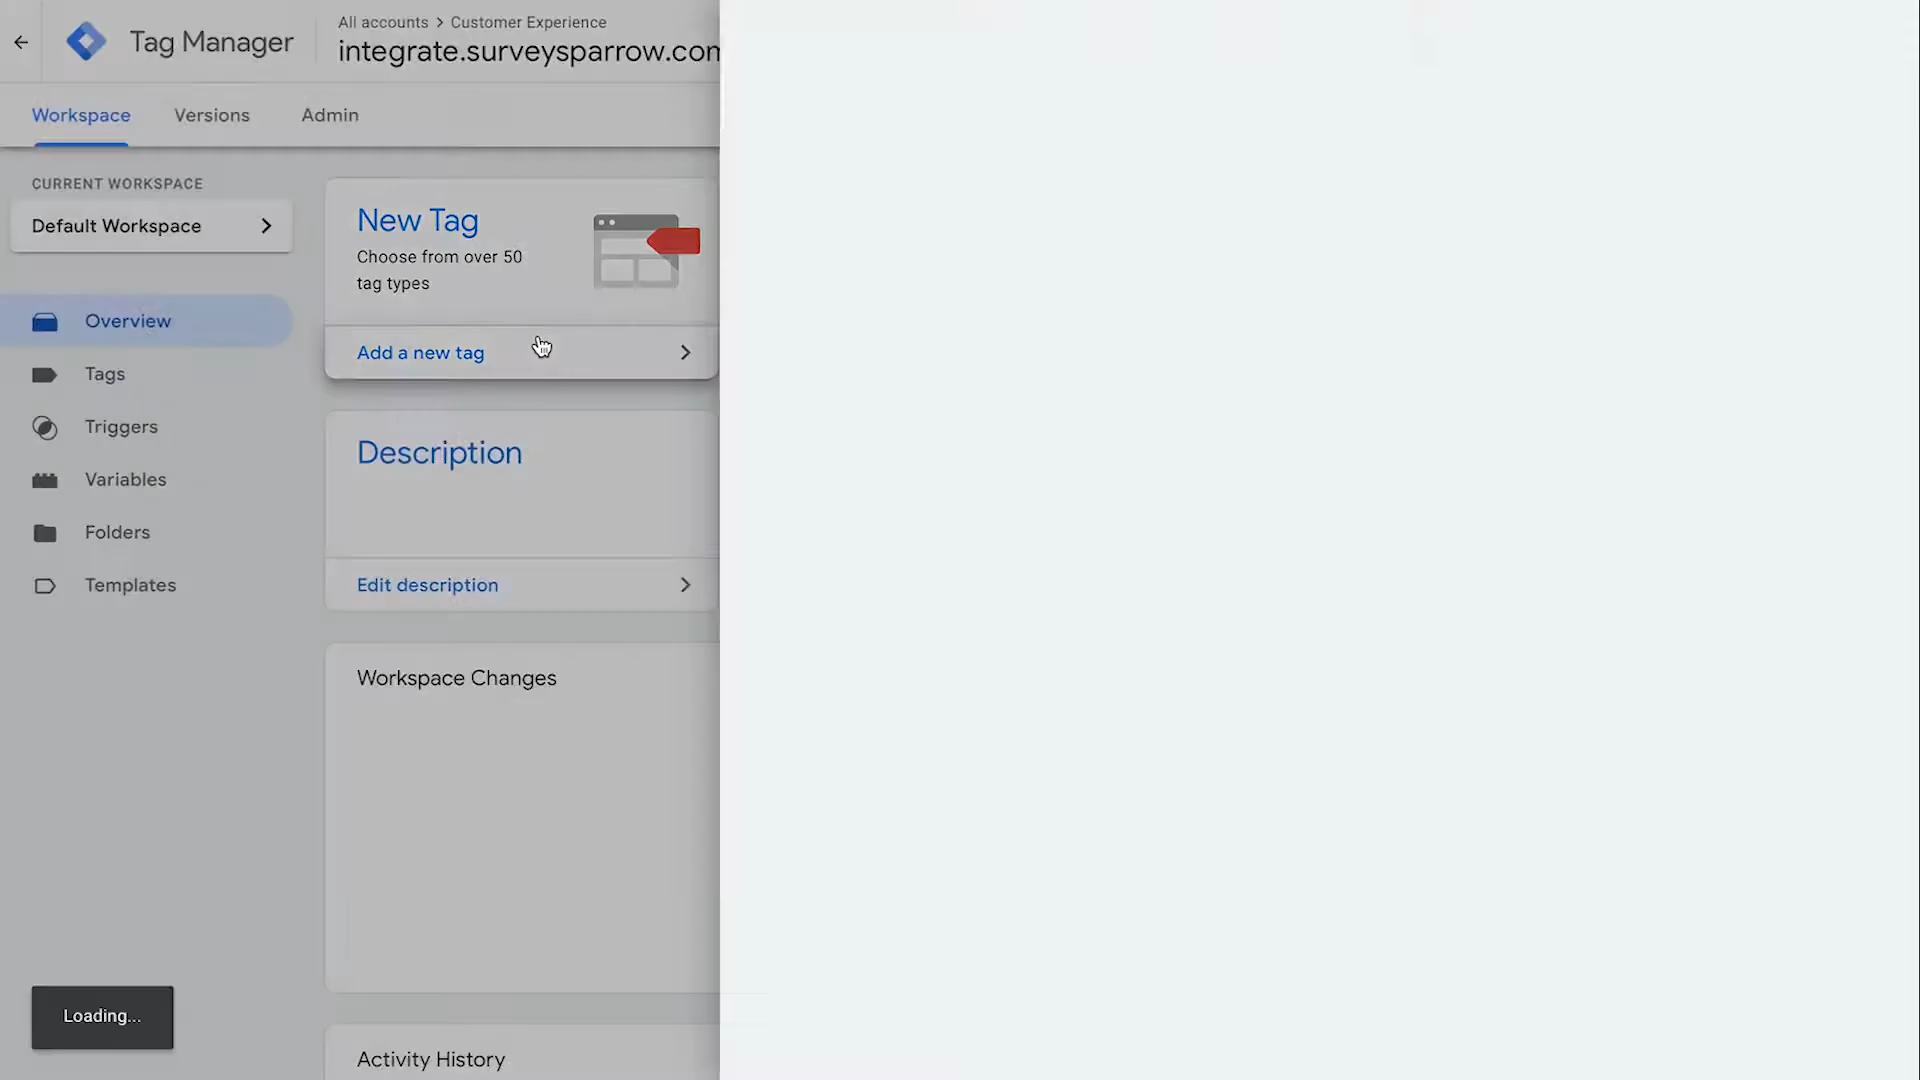 All accounts > Customer Experience
Tag Manager
integrate.surveysparrow.com
Workspace
Versions
Admin
CURRENT WORKSPACE
Default Workspace
Overview
Tags
Triggers
Variables
Folders
Templates
New Tag
Choose from over 50
tag types
Add a new tag
Description
Edit description
Workspace Changes
Activity History
Loading...